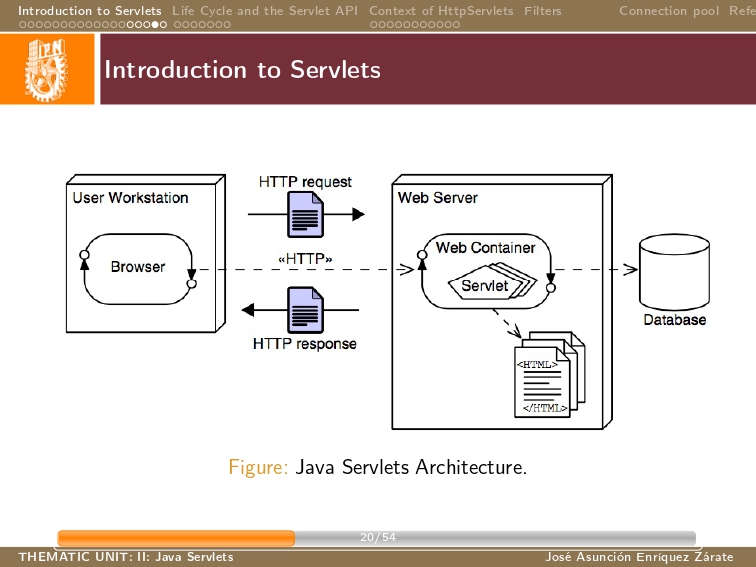 Introduction to Servlets Life Cycle and the Servlet API Context of HttpServlets Filters Connection pool Refe
IPN
Introduction to Servlets
HTTP request
User Workstation
Web Server
Browser
«HTTP»
Web Container
Servlet
HTTP response
Database
<HTML>
</HTML>
Figure: Java Servlets Architecture.
20/54
THEMATIC UNIT: II: Java Servlets José Asunción Enríquez Zárate